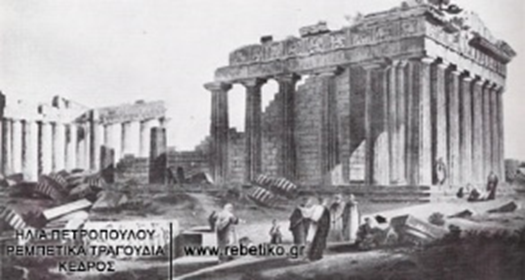 ΗΛΙΑ ΠΕΤΡΟΠΟΥΛΟΥ
ΡΕΜΠΕΤΙΚΑ ΤΡΑΓΟΥΔΙΑ
ΚΕΔΡΟΣ
www.rebetiko.gr